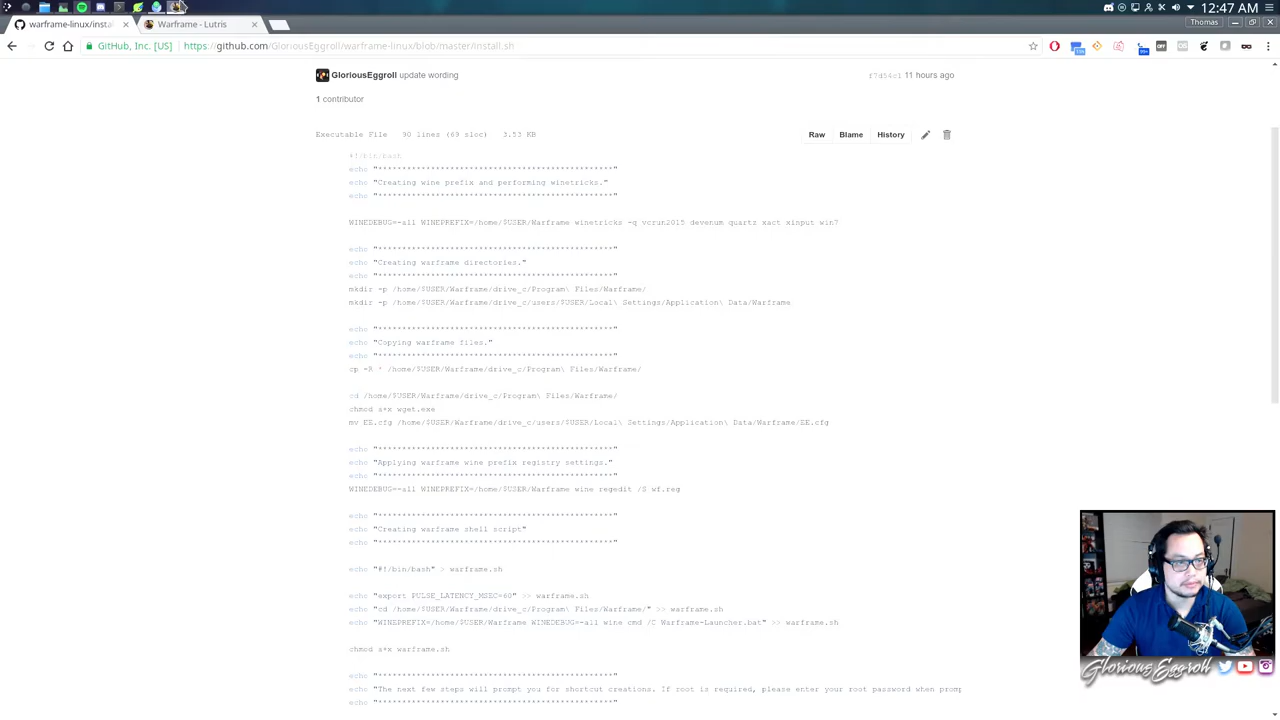 12:47 AM
warframe-linux/insta
Warframe - Lutris
Thomas
GitHub, Inc. [US]
https://github.com/GloriousEggroll/warframe-linux/blob/master/install.sh
GloriousEggroll update wording
f7d54c1 11 hours ago
1 contributor
Executable File 90 lines (69 sloc) 3.53 KB
Raw Blame History
#!/bin/bash
echo "*************************************************"
echo "Creating wine prefix and performing winetricks."
echo "*************************************************"
WINEDEBUG=-all WINEPREFIX=/home/$USER/Warframe winetricks -q vcrun2015 devenum quartz xact xinput win7
echo "*************************************************"
echo "Creating warframe directories."
echo "*************************************************"
mkdir -p /home/$USER/Warframe/drive_c/Program\ Files/Warframe/
mkdir -p /home/$USER/Warframe/drive_c/users/$USER/Local\ Settings/Application\ Data/Warframe
echo "*************************************************"
echo "Copying warframe files."
echo "*************************************************"
cp -R * /home/$USER/Warframe/drive_c/Program\ Files/Warframe/
cd /home/$USER/Warframe/drive_c/Program\ Files/Warframe/
chmod a+x wget.exe
mv EE.cfg /home/$USER/Warframe/drive_c/users/$USER/Local\ Settings/Application\ Data/Warframe/EE.cfg
echo "*************************************************"
echo "Applying warframe wine prefix registry settings."
echo "*************************************************"
WINEDEBUG=-all WINEPREFIX=/home/$USER/Warframe wine regedit /S wf.reg
echo "*************************************************"
echo "Creating warframe shell script"
echo "*************************************************"
echo "#!/bin/bash" > warframe.sh
echo "export PULSE_LATENCY_MSEC=60" >> warframe.sh
echo "cd /home/$USER/Warframe/drive_c/Program\ Files/Warframe/" >> warframe.sh
echo "WINEPREFIX=/home/$USER/Warframe WINEDEBUG=-all wine cmd /C Warframe-Launcher.bat" >> warframe.sh
chmod a+x warframe.sh
echo "*************************************************"
echo "The next few steps will prompt you for shortcut creations. If root is required, please enter your root password when promp
echo "*************************************************"
GloriousEggroll